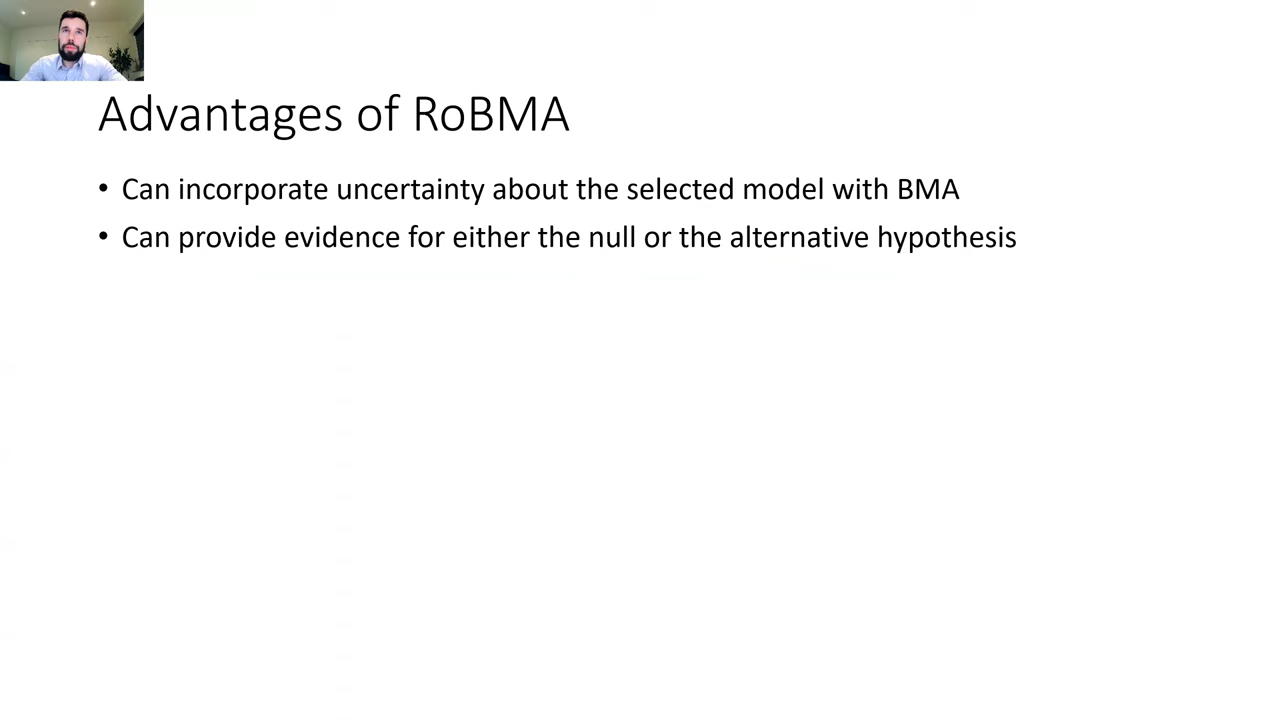 Advantages of RoBMA
• Can incorporate uncertainty about the selected model with BMA
• Can provide evidence for either the null or the alternative hypothesis